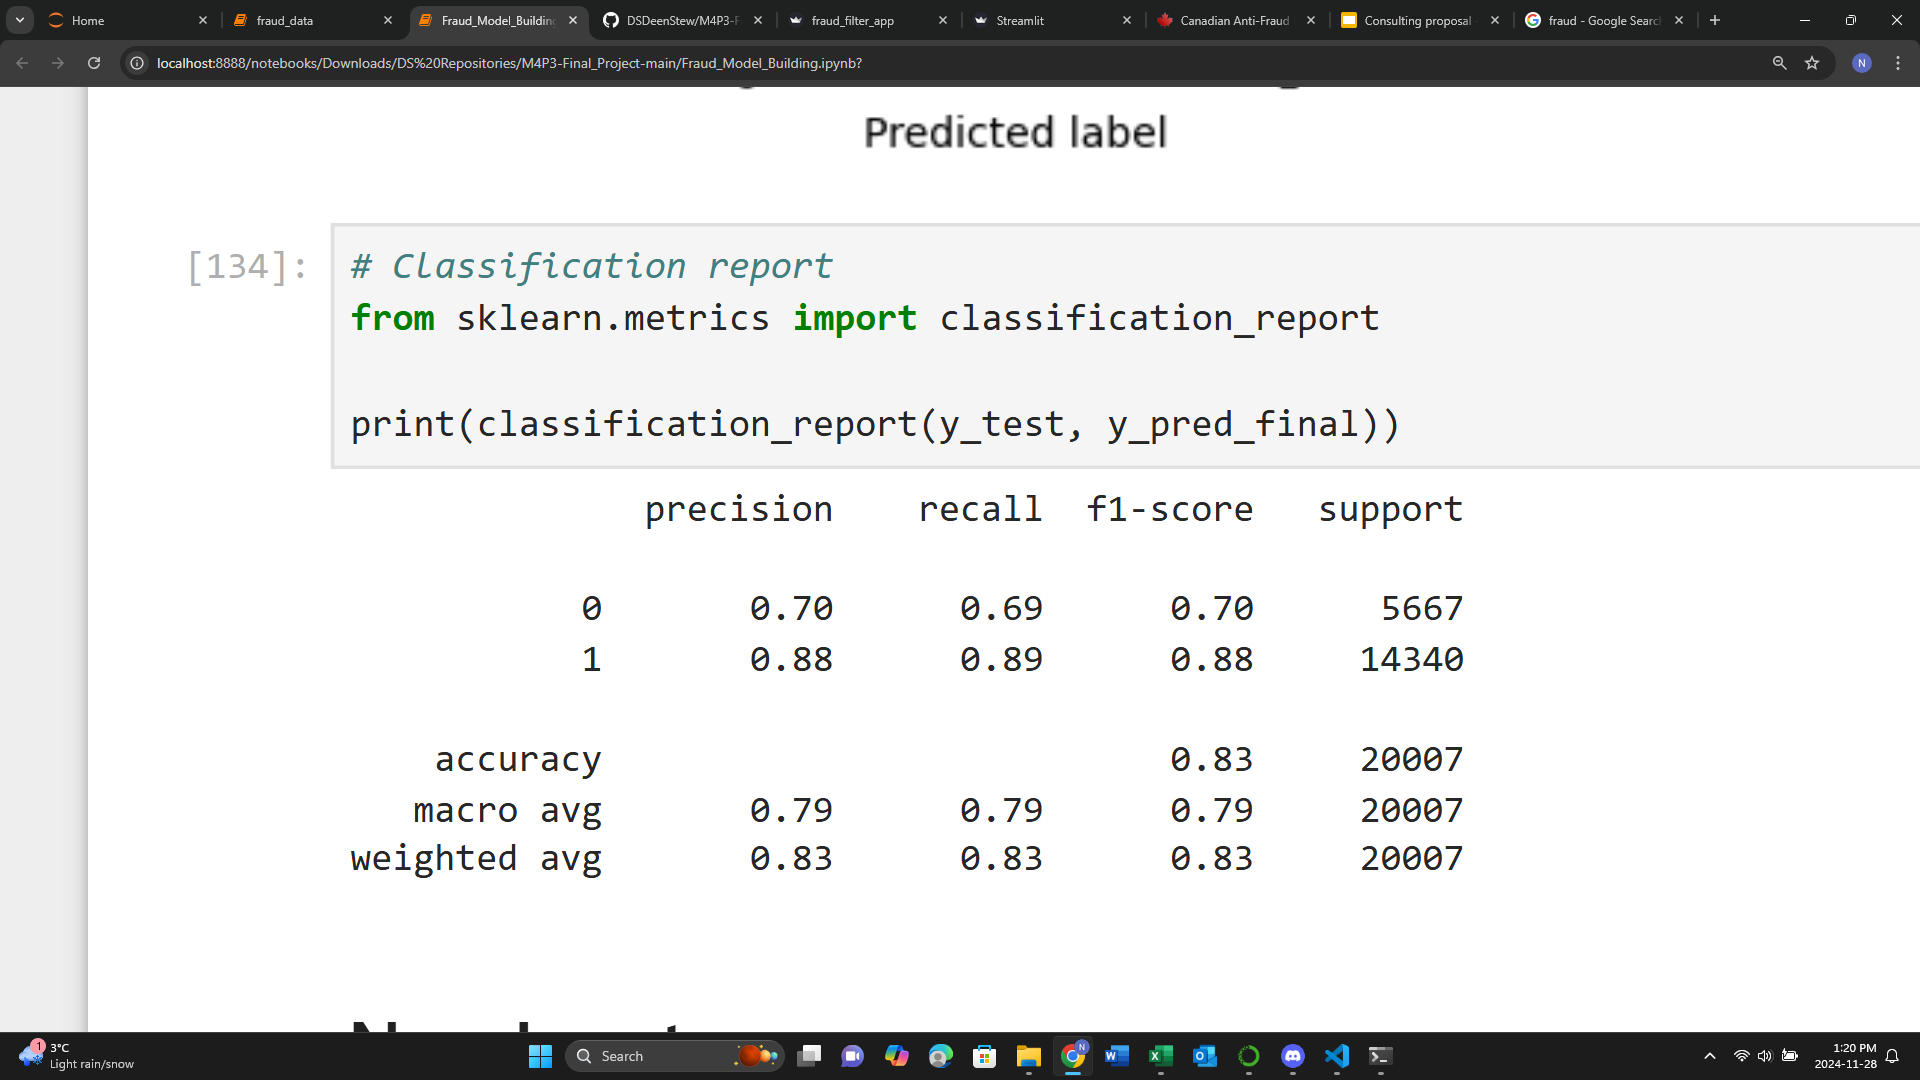 Home
fraud_data
Fraud_Model_Building
DSDeenStew/M4P3-F
fraud_filter_app
Streamlit
Canadian Anti-Fraud
Consulting proposal
fraud - Google Search
localhost:8888/notebooks/Downloads/DS%20Repositories/M4P3-Final_Project-main/Fraud_Model_Building.ipynb?
N
Predicted label
[134]:
# Classification report
from sklearn.metrics import classification_report
print(classification_report(y_test, y_pred_final))
precision recall f1-score support
0 0.70 0.69 0.70 5667
1 0.88 0.89 0.88 14340
accuracy 0.83 20007
macro avg 0.79 0.79 0.79 20007
weighted avg 0.83 0.83 0.83 20007
1
3°C
Light rain/snow
Search
N
1:20 PM
2024-11-28